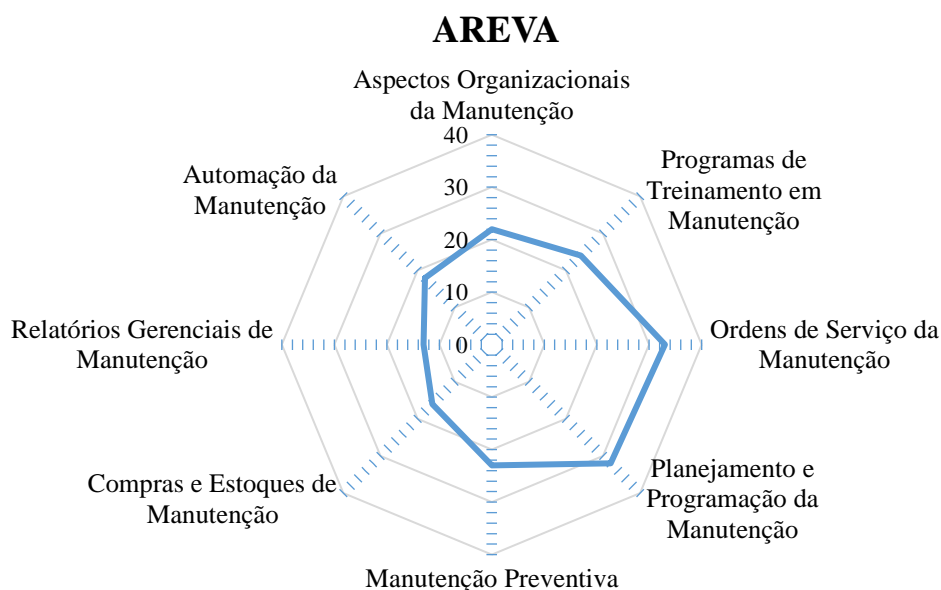 AREVA
Aspectos Organizacionais
da Manutenção
40
30
20
10
0
Programas de
Treinamento em
Manutenção
Ordens de Serviço da
Manutenção
Planejamento e
Programação da
Manutenção
Manutenção Preventiva
Compras e Estoques de
Manutenção
Relatórios Gerenciais de
Manutenção
Automação da
Manutenção